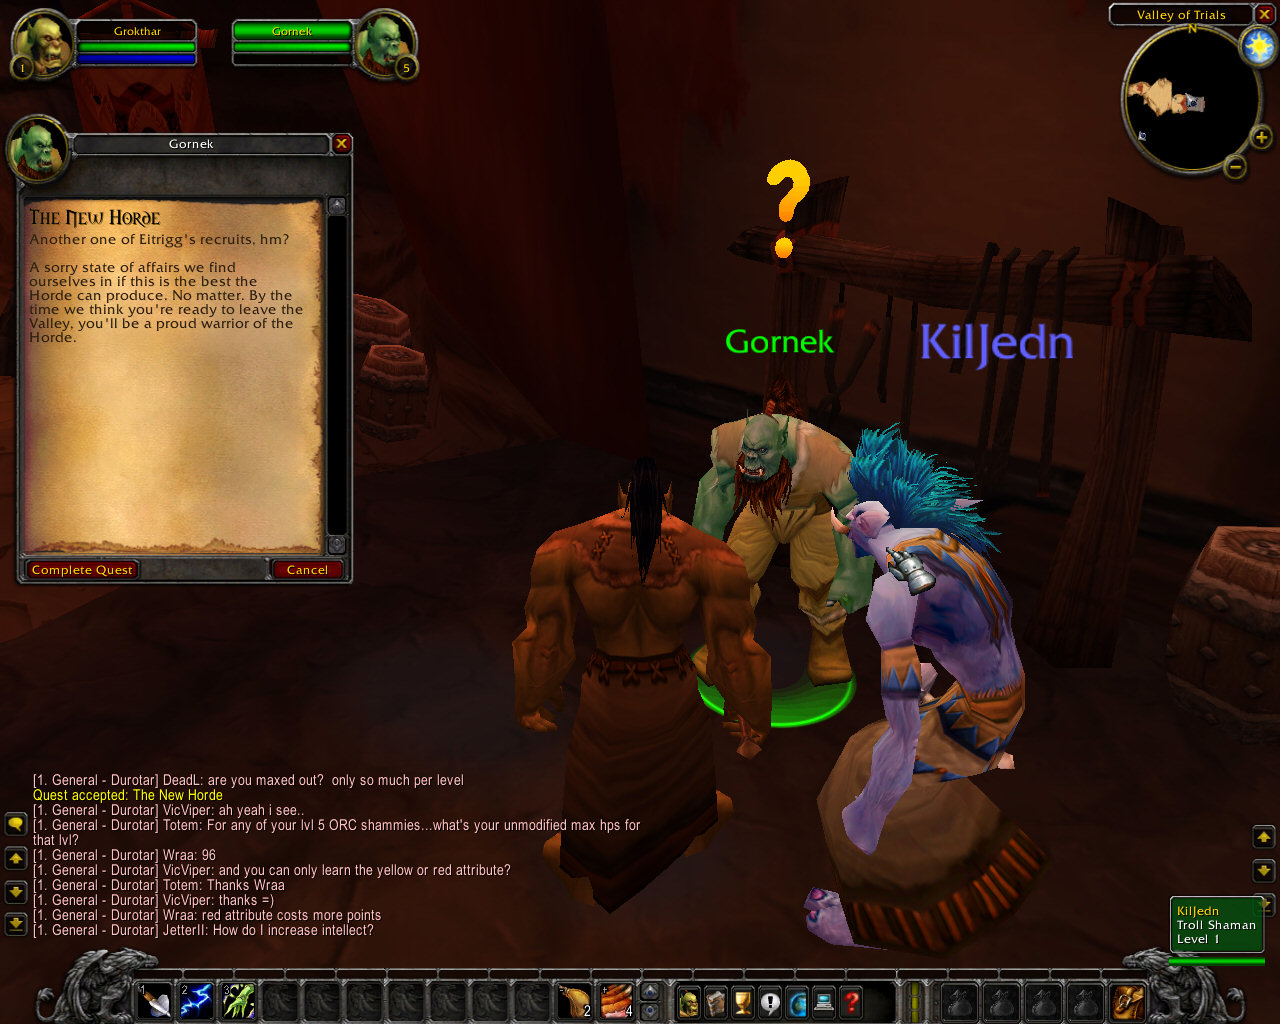 Grokthar
1
Gornek
5
Valley of Trials
N
Gornek
The New Horde
Another one of Eitrigg's recruits, hm?
A sorry state of affairs we find
ourselves in if this is the best the
Horde can produce. No matter. By the
time we think you're ready to leave the
Valley, you'll be a proud warrior of the
Horde.
Complete Quest
Cancel
?
Gornek
KilJedn
[1. General - Durotar] DeadL: are you maxed out?  only so much per level
Quest accepted: The New Horde
[1. General - Durotar] VicViper: ah yeah i see..
[1. General - Durotar] Totem: For any of your lvl 5 ORC shammies...what's your unmodified max hps for
that lvl?
[1. General - Durotar] Wraa: 96
[1. General - Durotar] VicViper: and you can only learn the yellow or red attribute?
[1. General - Durotar] Totem: Thanks Wraa
[1. General - Durotar] VicViper: thanks =)
[1. General - Durotar] Wraa: red attribute costs more points
[1. General - Durotar] JetterII: How do I increase intellect?
KilJedn
Troll Shaman
Level 1
1
2
3
2
4
!
?